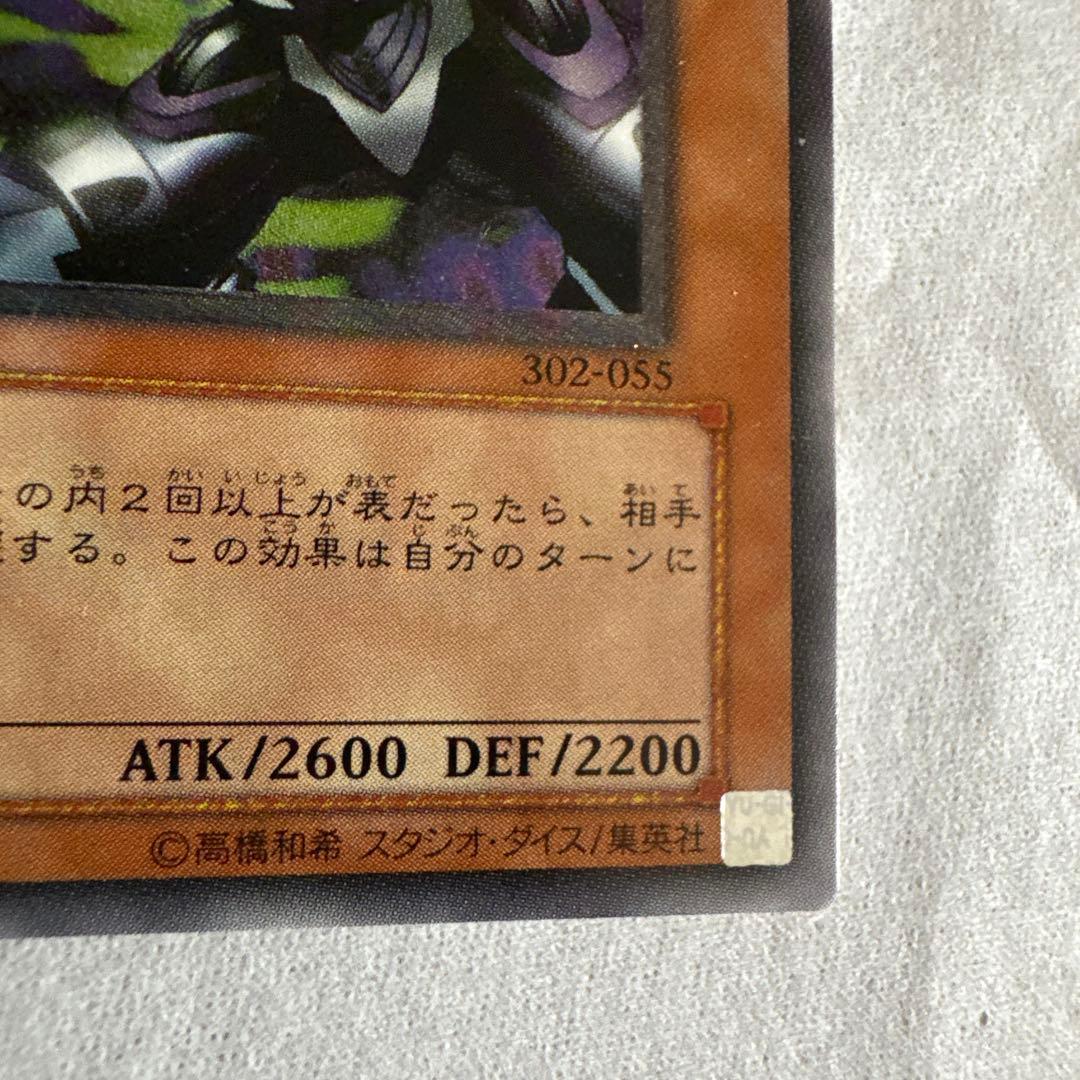 302-055
の内2回以上が表だったら、相手
する。この効果は自分のターンに
ATK/2600 DEF/2200
©高橋和希 スタジオ・ダイス/集英社